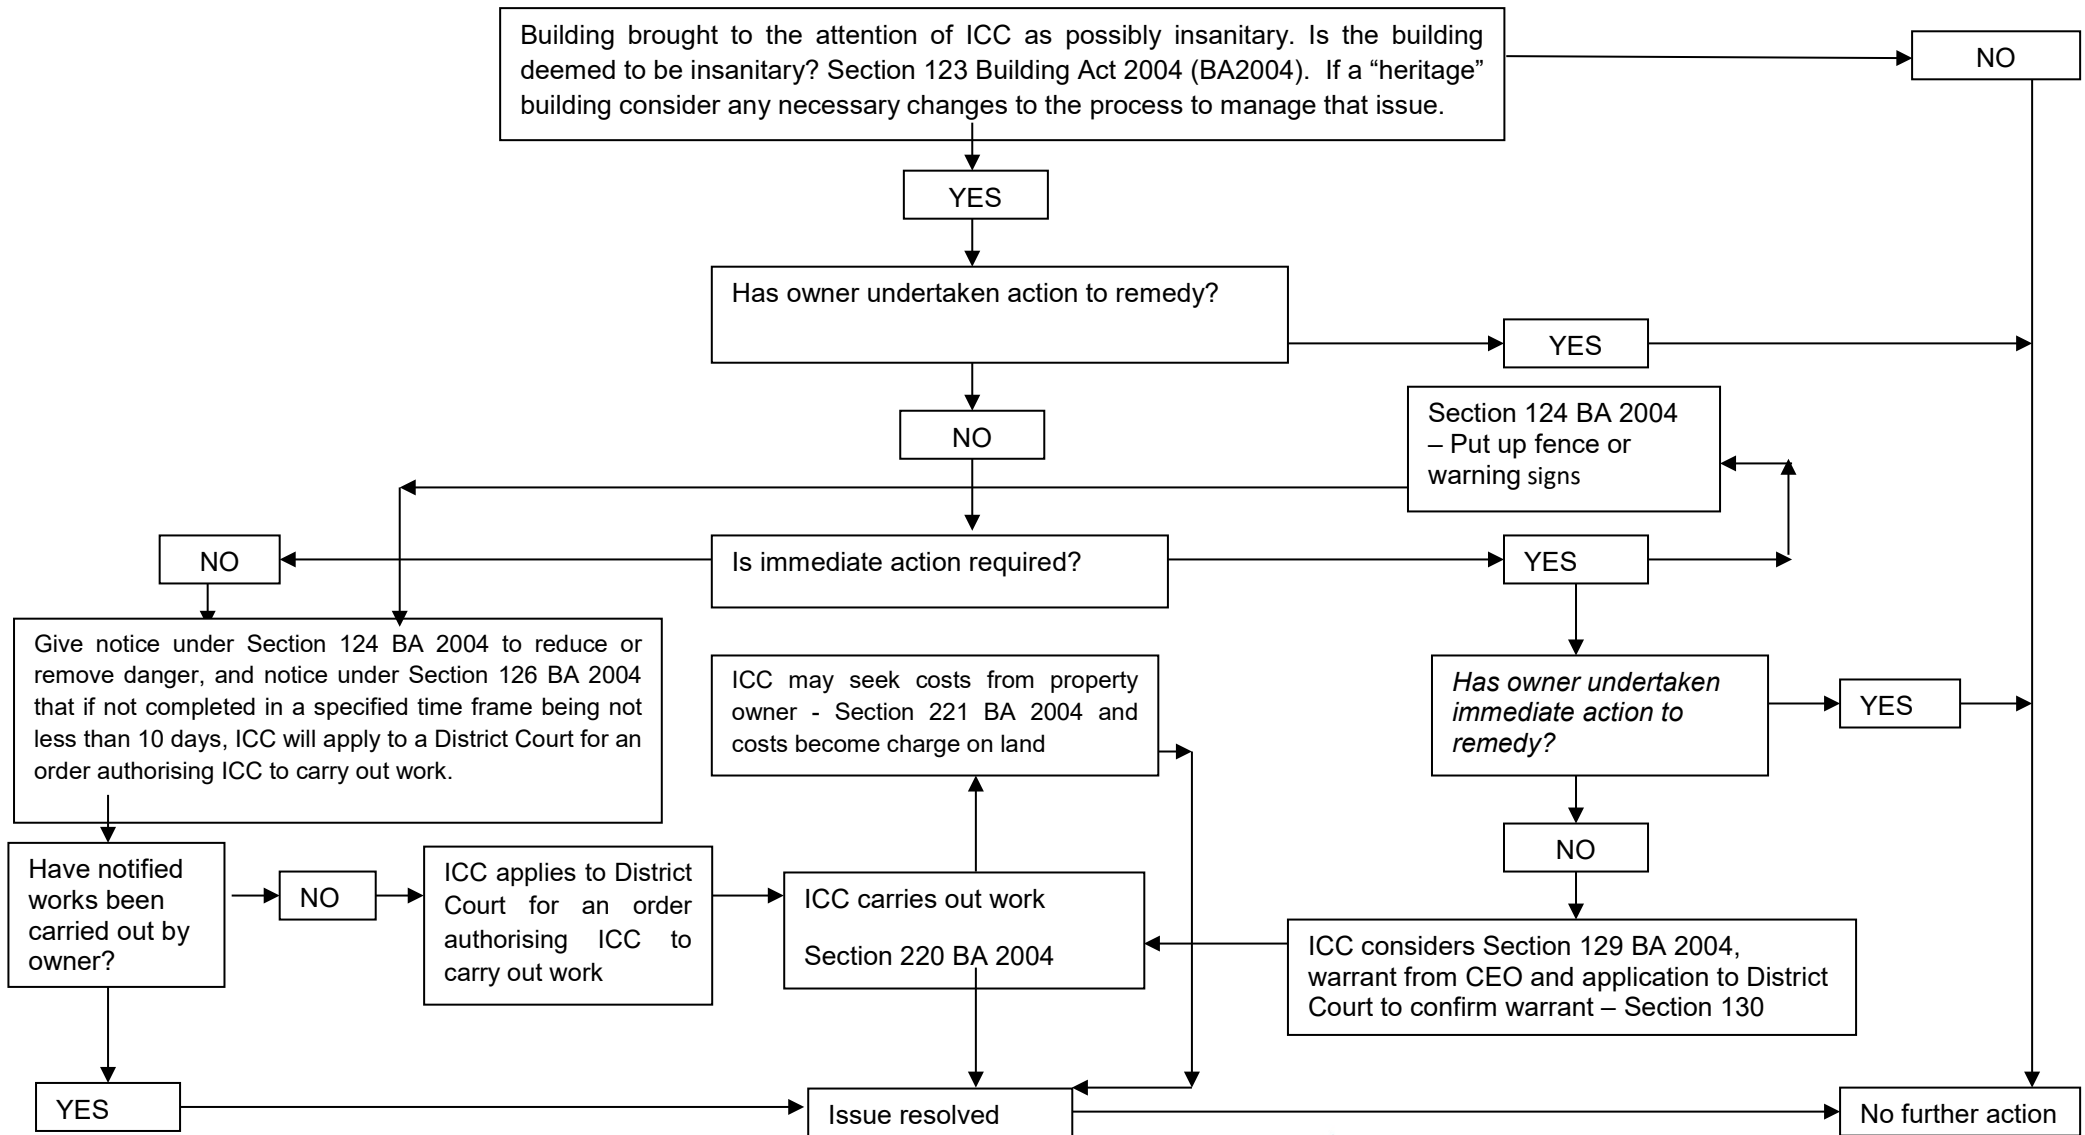 Building brought to the attention of ICC as possibly insanitary. Is the building
deemed to be insanitary? Section 123 Building Act 2004 (BA2004). If a “heritage”
building consider any necessary changes to the process to manage that issue.
NO
YES
Has owner undertaken action to remedy?
YES
NO
Section 124 BA 2004
– Put up fence or
warning signs
NO
Is immediate action required?
YES
Give notice under Section 124 BA 2004 to reduce or
remove danger, and notice under Section 126 BA 2004
that if not completed in a specified time frame being not
less than 10 days, ICC will apply to a District Court for an
order authorising ICC to carry out work.
ICC may seek costs from property
owner - Section 221 BA 2004 and
costs become charge on land
Has owner undertaken
immediate action to
remedy?
YES
NO
Have notified
works been
carried out by
owner?
NO
ICC applies to District
Court for an order
authorising ICC to
carry out work
ICC carries out work
Section 220 BA 2004
ICC considers Section 129 BA 2004,
warrant from CEO and application to District
Court to confirm warrant – Section 130
YES
Issue resolved
No further action